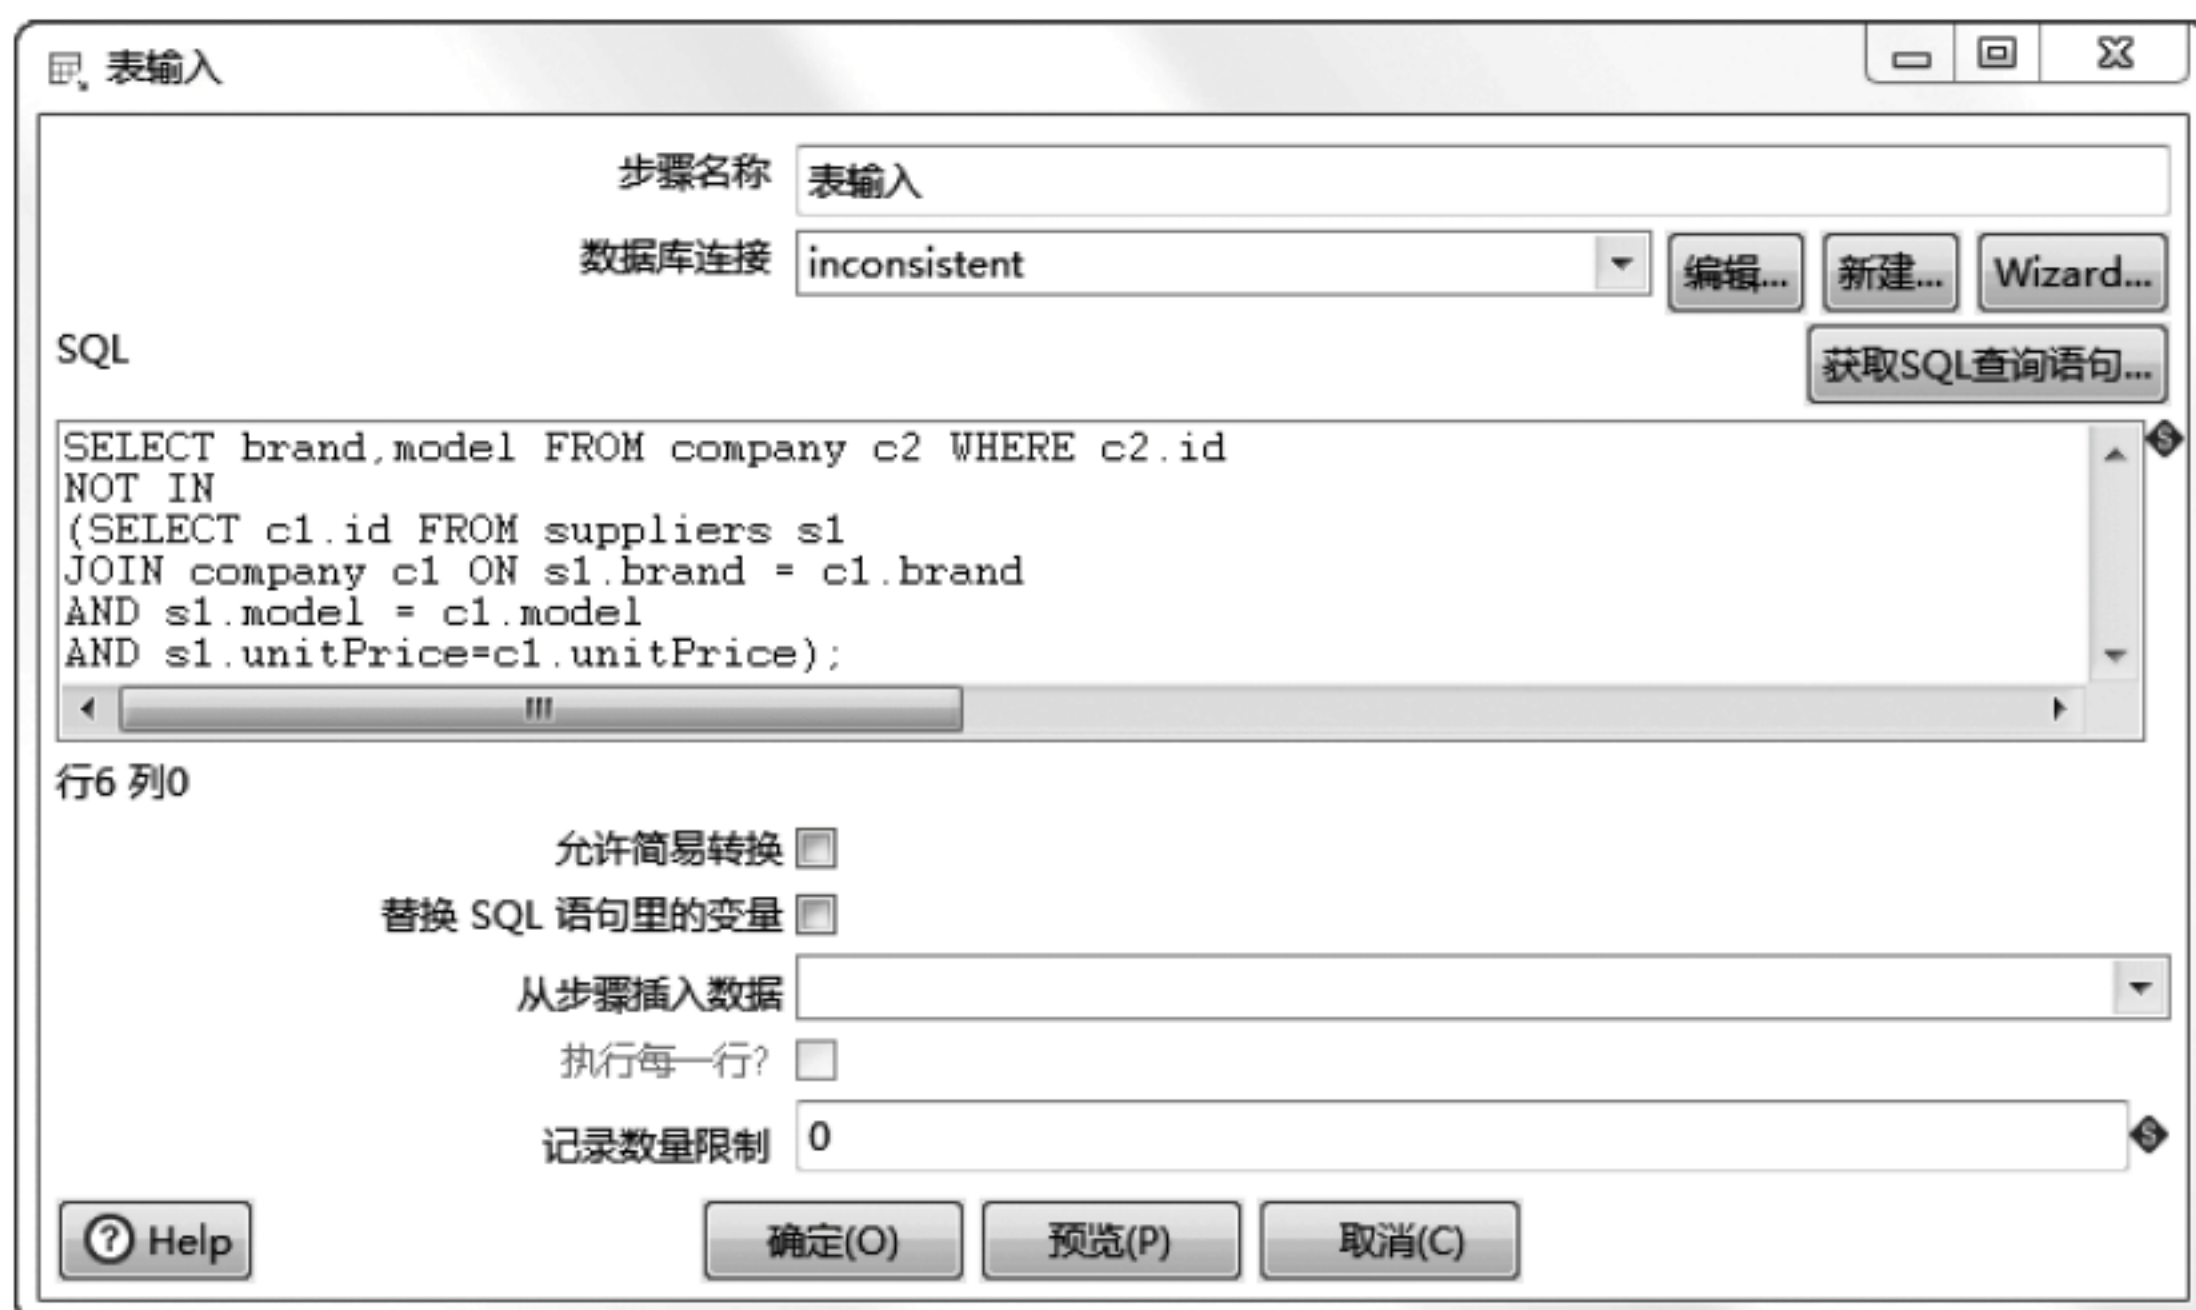 表输入
步骤名称 表输入
数据库连接 inconsistent 编辑... 新建... Wizard...
SQL 获取SQL查询语句...
SELECT brand,model FROM company c2 WHERE c2.id
NOT IN
(SELECT c1.id FROM suppliers s1
JOIN company c1 ON s1.brand = c1.brand
AND s1.model = c1.model
AND s1.unitPrice=c1.unitPrice);
行6 列0
允许简易转换
替换 SQL 语句里的变量
从步骤插入数据
执行每一行?
记录数量限制 0
Help 确定(O) 预览(P) 取消(C)